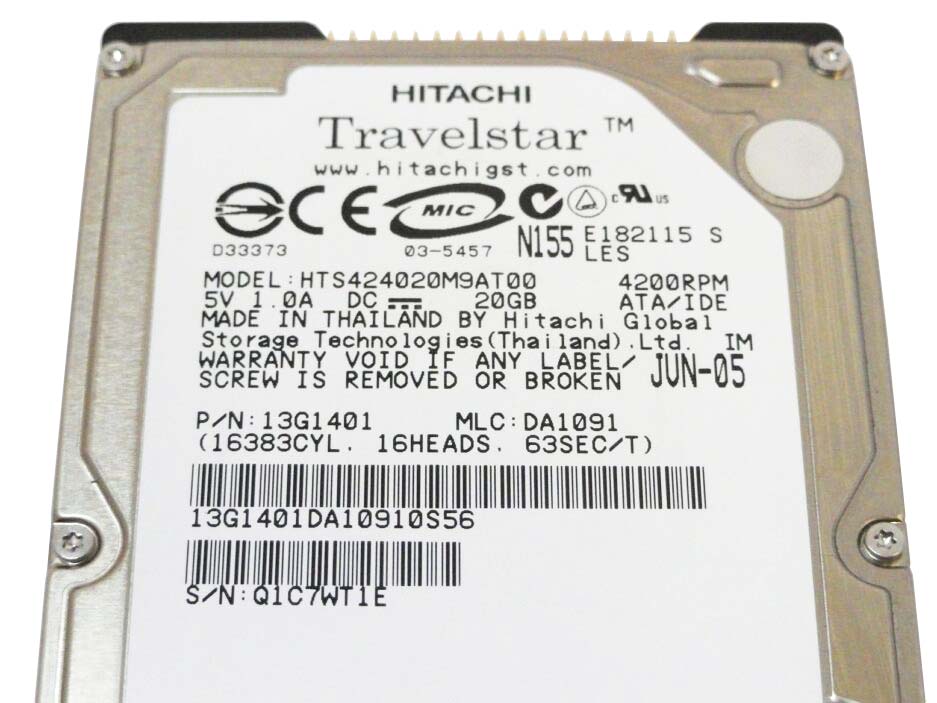 HITACHI
Travelstar ™
www.hitachigst.com
CE MIC c RU us
D33373 03-5457 N155 E182115 S
LES
MODEL:HTS424020M9AT00 4200RPM
5V 1.0A DC 20GB ATA/IDE
MADE IN THAILAND BY Hitachi Global
Storage Technologies(Thailand).Ltd. IM
WARRANTY VOID IF ANY LABEL/
SCREW IS REMOVED OR BROKEN JUN-05
P/N:13G1401 MLC:DA1091
(16383CYL. 16HEADS. 63SEC/T)
13G1401DA10910S56
S/N:Q1C7WT1E